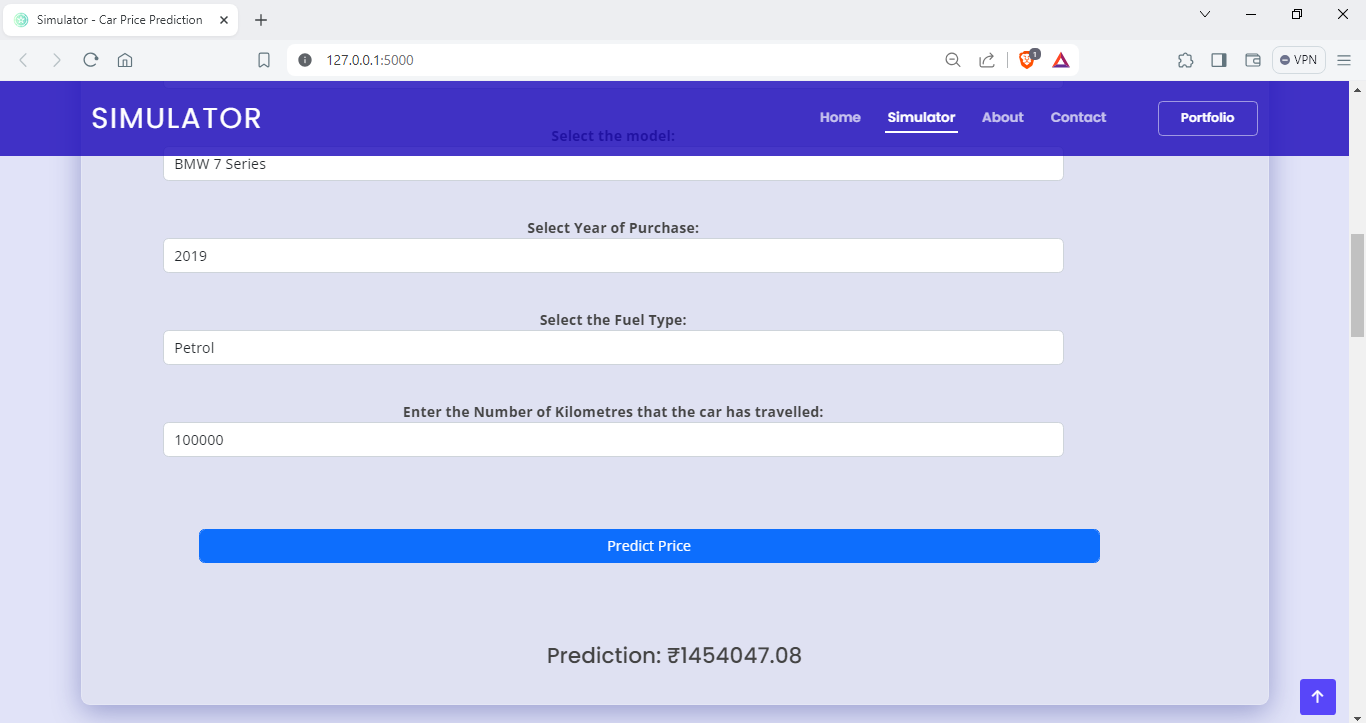 Simulator - Car Price Prediction
127.0.0.1:5000
1
VPN
SIMULATOR
Home Simulator About Contact Portfolio
Select the model:
BMW 7 Series
Select Year of Purchase:
2019
Select the Fuel Type:
Petrol
Enter the Number of Kilometres that the car has travelled:
100000
Predict Price
Prediction: ₹1454047.08